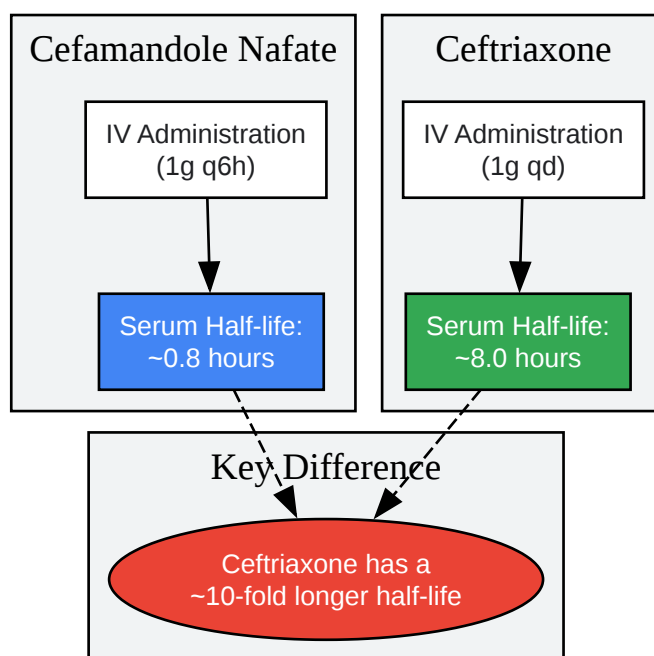 Cefamandole Nafate
IV Administration
(1g q6h)
Serum Half-life:
~0.8 hours
Ceftriaxone
IV Administration
(1g qd)
Serum Half-life:
~8.0 hours
Key Difference
Ceftriaxone has a
~10-fold longer half-life